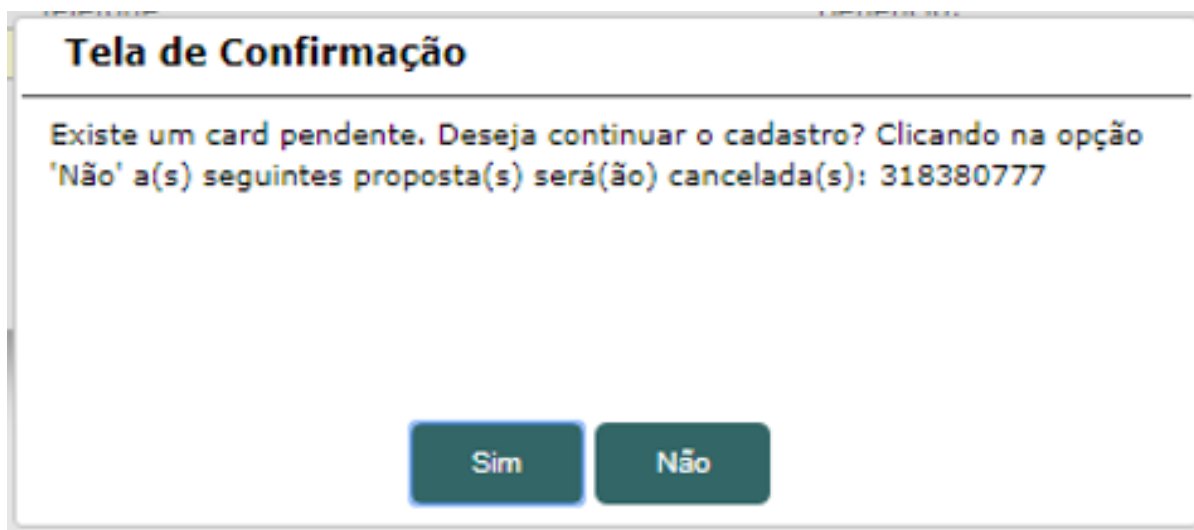 Tela de Confirmação
Existe um card pendente. Deseja continuar o cadastro? Clicando na opção
'Não' a(s) seguintes proposta(s) será(ão) cancelada(s): 318380777
Sim
Não